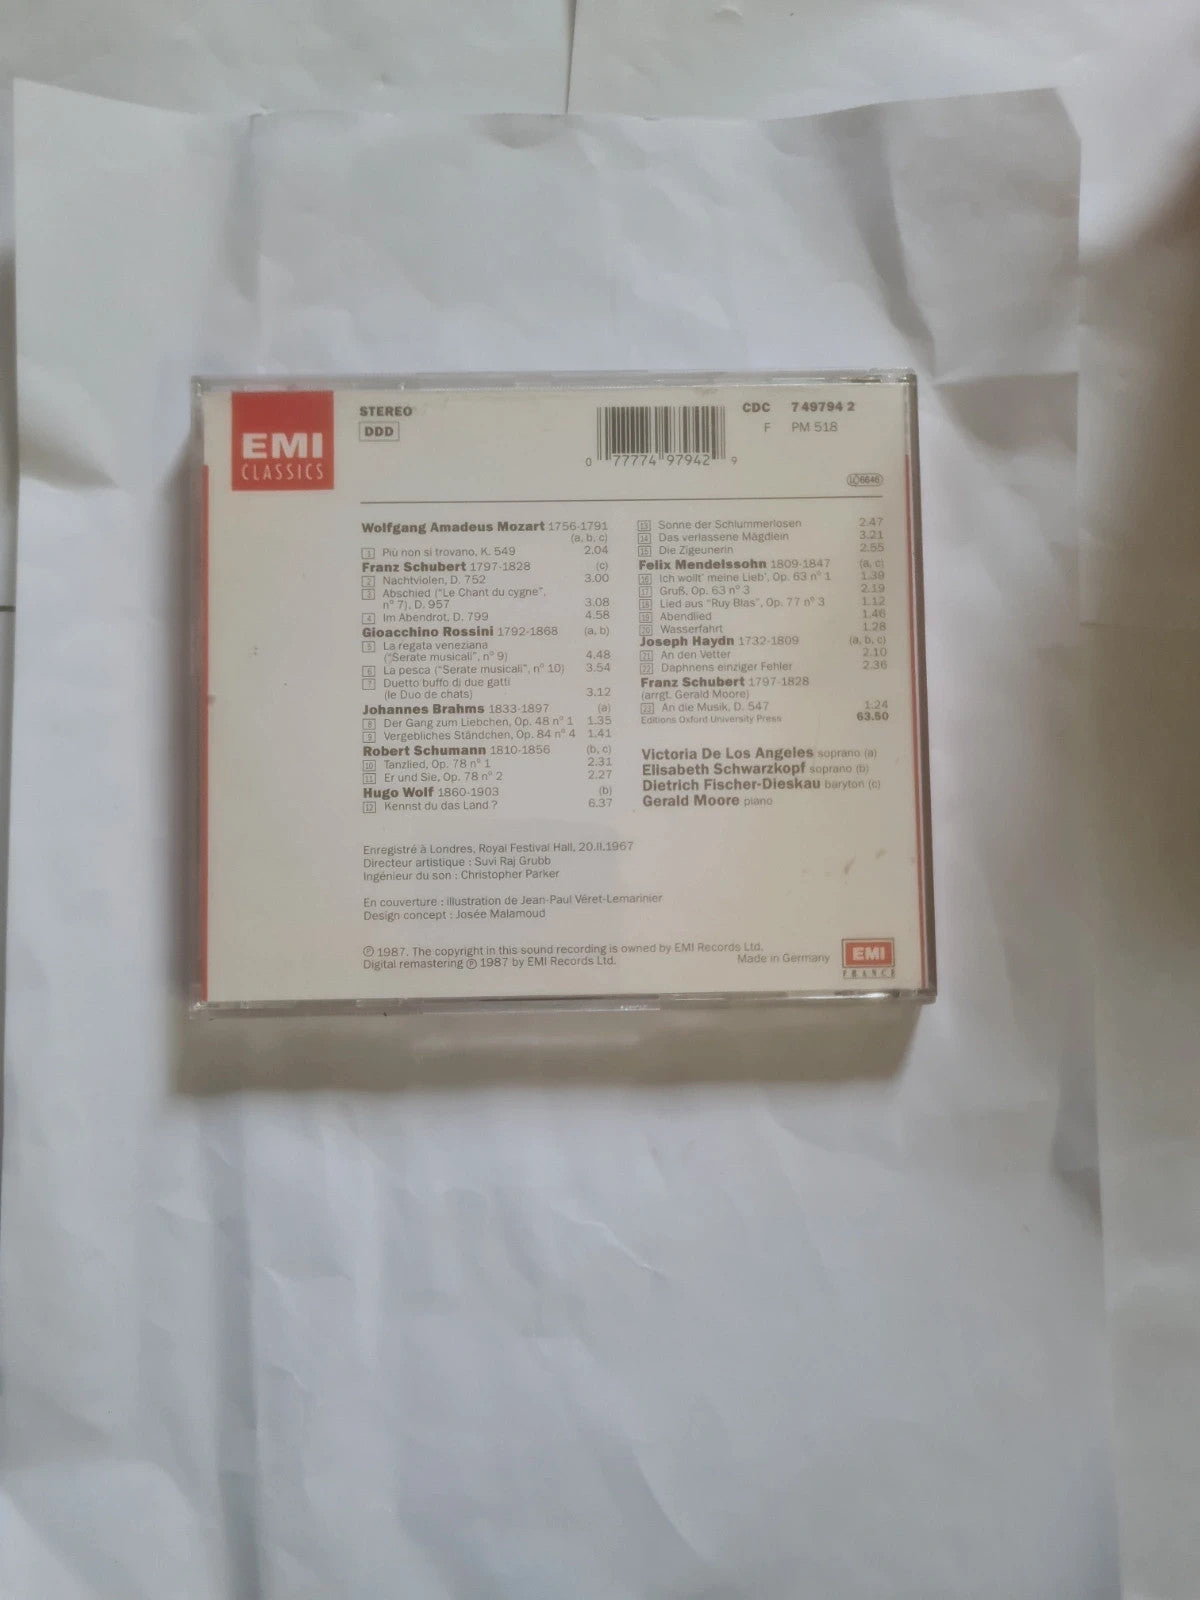 EMI
CLASSICS
STEREO
DDD
0 77774 97942 9
CDC 7 49794 2
F PM 518
Wolfgang Amadeus Mozart 1756-1791
(a, b, c)
1 Più non si trovano, K. 549 2.04
Franz Schubert 1797-1828 (c)
2 Nachtviolen, D. 752 3.00
3 Abschied ("Le Chant du cygne",
n° 7), D. 957 3.08
4 Im Abendrot, D. 799 4.58
Gioacchino Rossini 1792-1868 (a, b)
5 La regata veneziana
("Serate musicali", n° 9) 4.48
6 La pesca ("Serate musicali", n° 10) 3.54
7 Duetto buffo di due gatti
(le Duo de chats) 3.12
Johannes Brahms 1833-1897 (a)
8 Der Gang zum Liebchen, Op. 48 n° 1 1.35
9 Vergebliches Ständchen, Op. 84 n° 4 1.41
Robert Schumann 1810-1856 (b, c)
10 Tanzlied, Op. 78 n° 1 2.31
11 Er und Sie, Op. 78 n° 2 2.27
Hugo Wolf 1860-1903 (b)
12 Kennst du das Land ? 6.37
13 Sonne der Schlummerlosen 2.47
14 Das verlassene Mägdlein 3.21
15 Die Zigeunerin 2.55
Felix Mendelssohn 1809-1847 (a, c)
16 Ich wollt' meine Lieb', Op. 63 n° 1 1.39
17 Gruß, Op. 63 n° 3 2.19
18 Lied aus "Ruy Blas", Op. 77 n° 3 1.12
19 Abendlied 1.46
20 Wasserfahrt 1.28
Joseph Haydn 1732-1809 (a, b, c)
21 An den Vetter 2.10
22 Daphnens einziger Fehler 2.36
Franz Schubert 1797-1828
(arrgt. Gerald Moore)
23 An die Musik, D. 547 1.24
Editions Oxford University Press 63.50
Victoria De Los Angeles soprano (a)
Elisabeth Schwarzkopf soprano (b)
Dietrich Fischer-Dieskau baryton (c)
Gerald Moore piano
Enregistré à Londres, Royal Festival Hall, 20.II.1967
Directeur artistique : Suvi Raj Grubb
Ingénieur du son : Christopher Parker
En couverture : illustration de Jean-Paul Véret-Lemarinier
Design concept : Josée Malamoud
℗ 1987. The copyright in this sound recording is owned by EMI Records Ltd.
Digital remastering ℗ 1987 by EMI Records Ltd.
Made in Germany
EMI
FRANCE